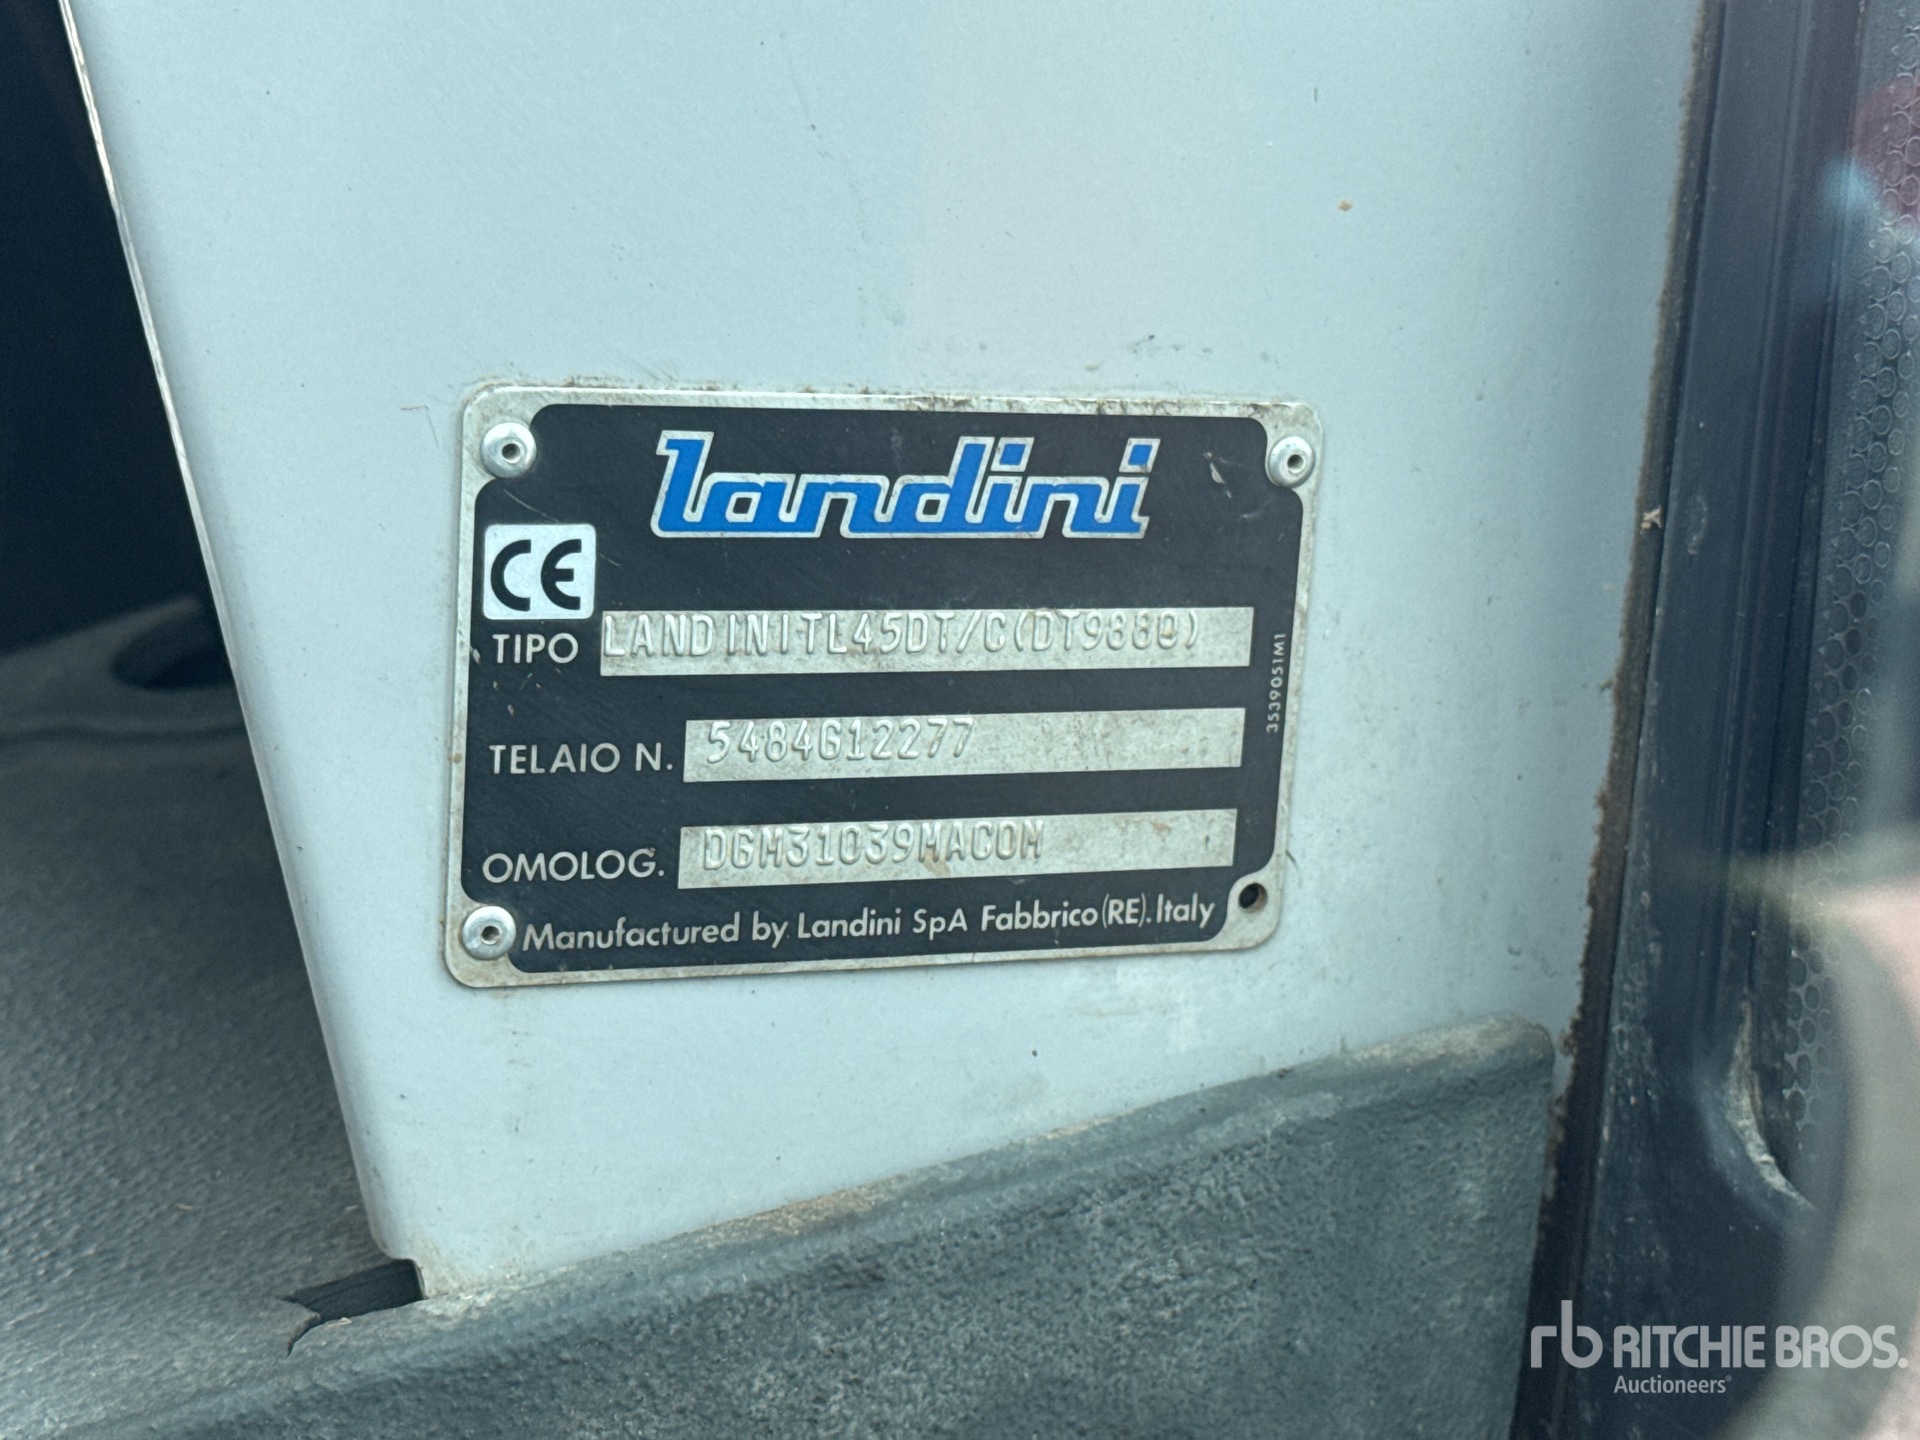 landini
CE
TIPO LANDINITL45DT/C(DT9880)
TELAIO N. 5484G12277
OMOLOG. DGM31039MACOM
Manufactured by Landini SpA Fabbrico (RE). Italy
3539051M1
rb RITCHIE BROS.
Auctioneers